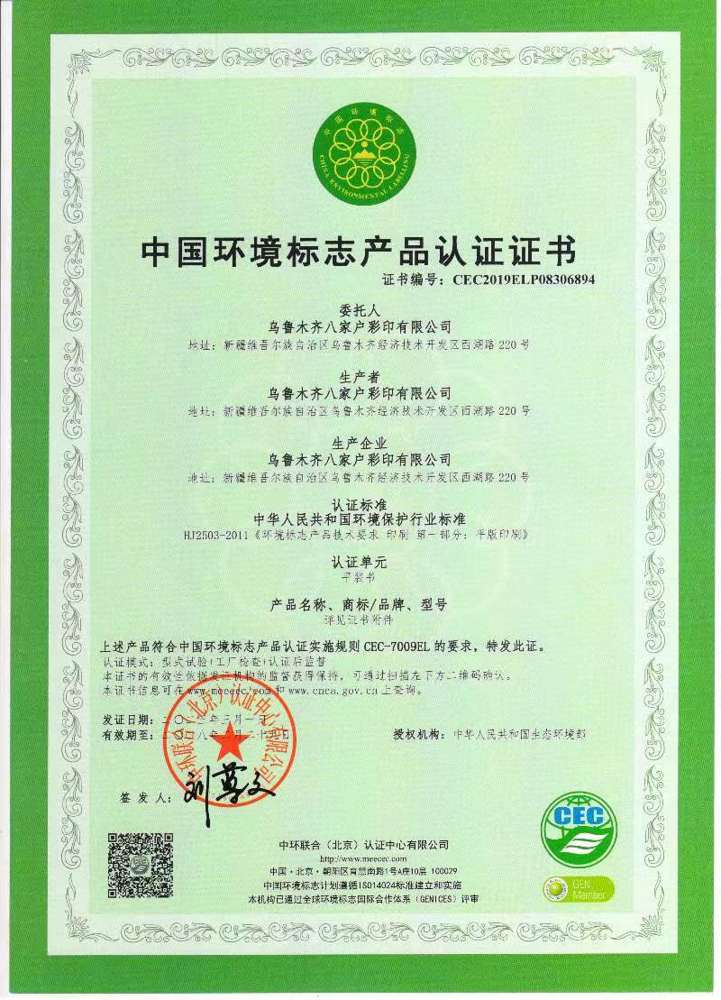 中国环境标志
CHINA ENVIRONMENTAL LABELLING
中国环境标志产品认证证书
证书编号：CEC2019ELP08306894
委托人
乌鲁木齐八家户彩印有限公司
地址：新疆维吾尔族自治区乌鲁木齐经济技术开发区西湖路 220 号
生产者
乌鲁木齐八家户彩印有限公司
地址：新疆维吾尔族自治区乌鲁木齐经济技术开发区西湖路 220 号
生产企业
乌鲁木齐八家户彩印有限公司
地址：新疆维吾尔族自治区乌鲁木齐经济技术开发区西湖路 220 号
认证标准
中华人民共和国环境保护行业标准
HJ2503-2011《环境标志产品技术要求 印刷 第一部分：平版印刷》
认证单元
平装书
产品名称、商标/品牌、型号
详见证书附件
上述产品符合中国环境标志产品认证实施规则CEC-7009EL 的要求，特发此证。
认证模式：型式试验+工厂检查+认证后监督
本证书的有效性依据发证机构的监督获得保持，可通过扫描左下方二维码确认。
本证书信息可在www.meecec.com和www.cnca.gov.cn上查询。
发证日期：
有效期至：
授权机构：中华人民共和国生态环境部
中环联合（北京）认证中心有限公司
签 发 人：
CEC
中环联合（北京）认证中心有限公司
http://www.meecec.com
中国·北京·朝阳区育慧南路1号A座10层 100029
中国环境标志计划遵循ISO14024标准建立和实施
本机构已通过全球环境标志国际合作体系（GENICES）评审
CEC
GEN
Member